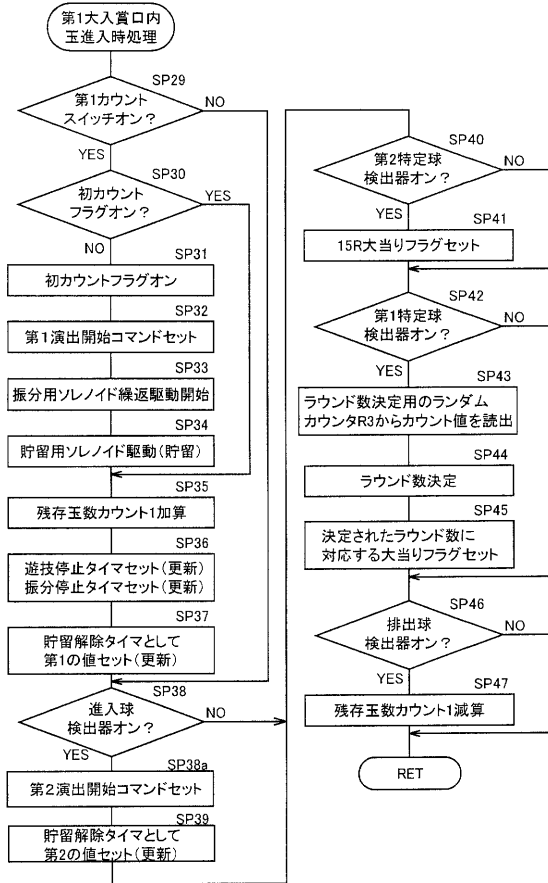 第1大入賞口内
玉進入時処理
SP29
第1カウント
スイッチオン?
NO
YES
SP30
初カウント
フラグオン?
YES
NO
SP31
初カウントフラグオン
SP32
第1演出開始コマンドセット
SP33
振分用ソレノイド繰返駆動開始
SP34
貯留用ソレノイド駆動(貯留)
SP35
残存玉数カウント1加算
SP36
遊技停止タイマセット(更新)
振分停止タイマセット(更新)
SP37
貯留解除タイマとして
第1の値セット(更新)
SP38
進入球
検出器オン?
NO
YES
SP38a
第2演出開始コマンドセット
SP39
貯留解除タイマとして
第2の値セット(更新)
SP40
第2特定球
検出器オン?
NO
YES
SP41
15R大当りフラグセット
SP42
第1特定球
検出器オン?
NO
YES
SP43
ラウンド数決定用のランダム
カウンタR3からカウント値を読出
SP44
ラウンド数決定
SP45
決定されたラウンド数に
対応する大当りフラグセット
SP46
排出球
検出器オン?
NO
YES
SP47
残存玉数カウント1減算
RET